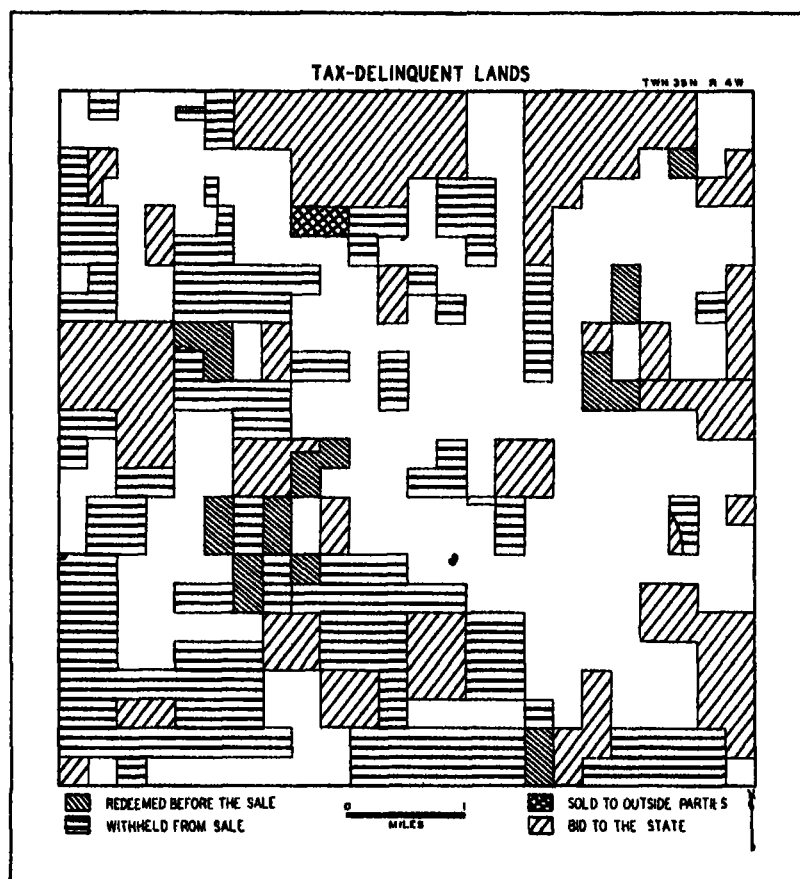 TAX-DELINQUENT LANDS
TWN 38N R 4W
REDEEMED BEFORE THE SALE
WITHHELD FROM SALE
0 1
MILES
SOLD TO OUTSIDE PARTIES
BID TO THE STATE